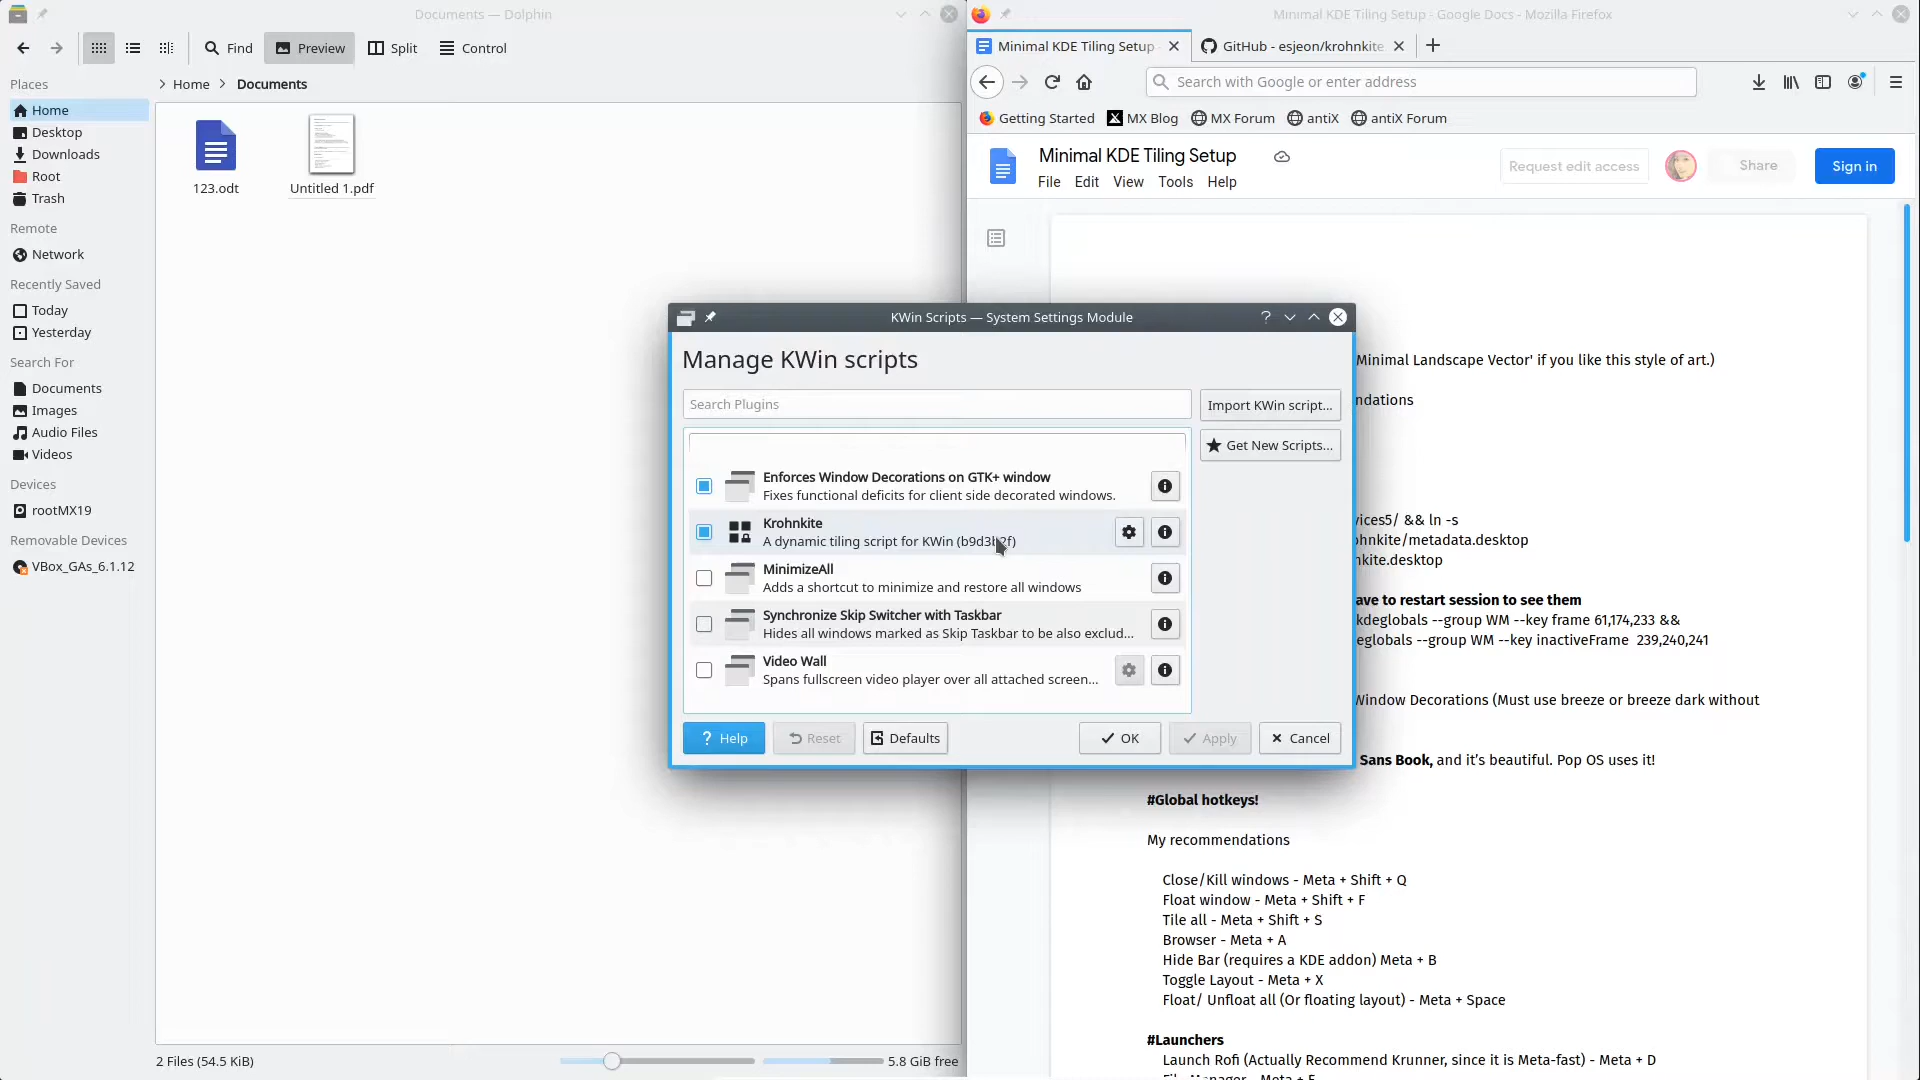 Documents — Dolphin
Find
Preview
Split
Control
Places
Home
Desktop
Downloads
Root
Trash
Remote
Network
Recently Saved
Today
Yesterday
Search For
Documents
Images
Audio Files
Videos
Devices
rootMX19
Removable Devices
VBox_GAs_6.1.12
Home
Documents
123.odt
Untitled 1.pdf
2 Files (54.5 KiB)
5.8 GiB free
Minimal KDE Tiling Setup - Google Docs - Mozilla Firefox
Minimal KDE Tiling Setup
GitHub - esjeon/krohnkite
Search with Google or enter address
Getting Started
MX Blog
MX Forum
antiX
antiX Forum
Minimal KDE Tiling Setup
File Edit View Tools Help
Request edit access
Share
Sign in
KWin Scripts — System Settings Module
Manage KWin scripts
Search Plugins
Import KWin script...
Get New Scripts...
Enforces Window Decorations on GTK+ window
Fixes functional deficits for client side decorated windows.
Krohnkite
A dynamic tiling script for KWin
MinimizeAll
Adds a shortcut to minimize and restore all windows
Synchronize Skip Switcher with Taskbar
Hides all windows marked as Skip Taskbar to be also exclud...
Video Wall
Spans fullscreen video player over all attached screen...
? Help
Reset
Defaults
OK
Apply
Cancel
Minimal Landscape Vector' if you like this style of art.)
ndations
vices5/ && ln -s
ohnkite/metadata.desktop
nkite.desktop
ave to restart session to see them
kdeglobals --group WM --key frame 61,174,233 &&
eglobals --group WM --key inactiveFrame 239,240,241
Window Decorations (Must use breeze or breeze dark without
Sans Book, and it’s beautiful. Pop OS uses it!
#Global hotkeys!
My recommendations
Close/Kill windows - Meta + Shift + Q
Float window - Meta + Shift + F
Tile all - Meta + Shift + S
Browser - Meta + A
Hide Bar (requires a KDE addon) Meta + B
Toggle Layout - Meta + X
Float/ Unfloat all (Or floating layout) - Meta + Space
#Launchers
Launch Rofi (Actually Recommend Krunner, since it is Meta-fast) - Meta + D